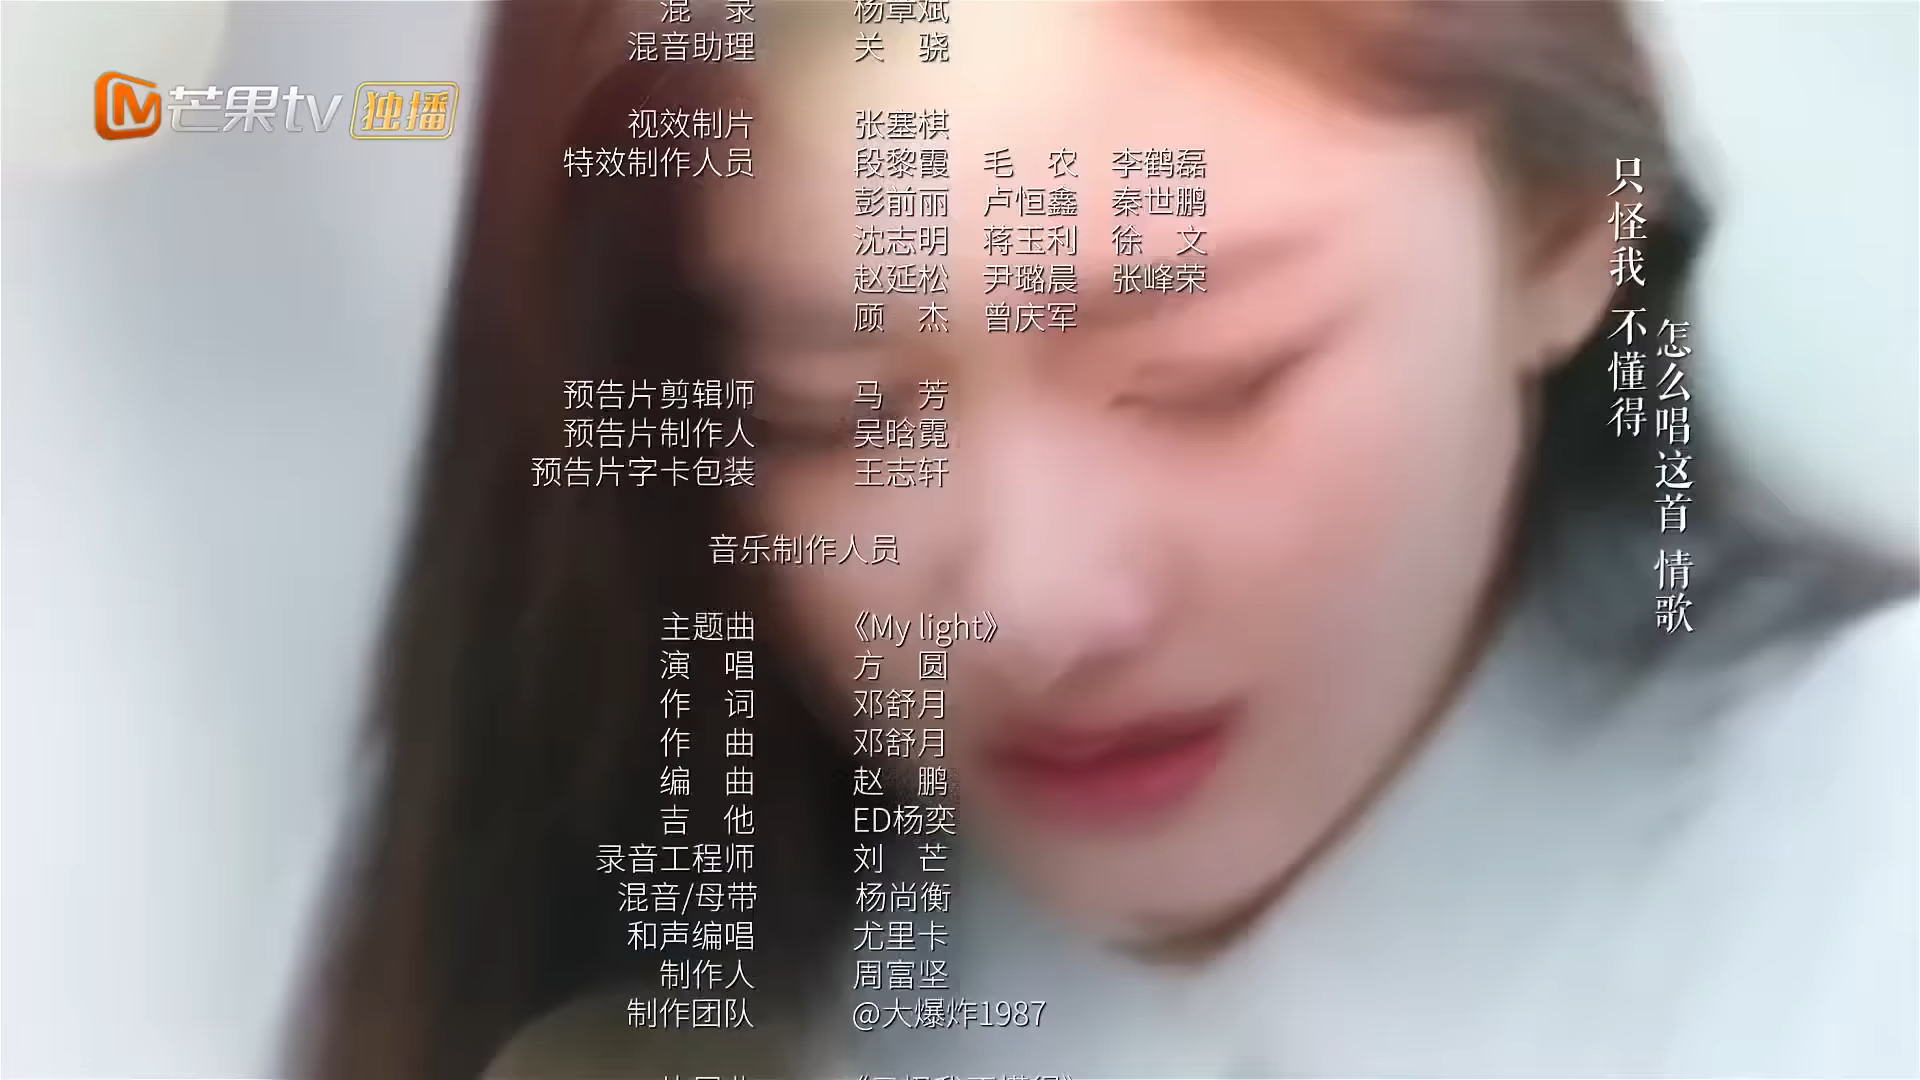 混　录　杨章斌
混音助理　关　骁
芒果tv 独播
视效制片　张塞棋
特效制作人员　段黎霞　毛　农　李鹤磊
彭前丽　卢恒鑫　秦世鹏
沈志明　蒋玉利　徐　文
赵延松　尹璐晨　张峰荣
顾　杰　曾庆军
预告片剪辑师　马　芳
预告片制作人　吴晗霓
预告片字卡包装　王志轩
音乐制作人员
主题曲　《My light》
演　唱　方　圆
作　词　邓舒月
作　曲　邓舒月
编　曲　赵　鹏
吉　他　ED杨奕
录音工程师　刘　芒
混音/母带　杨尚衡
和声编唱　尤里卡
制作人　周富坚
制作团队　@大爆炸1987
只怪我 不懂得
怎么唱这首 情歌